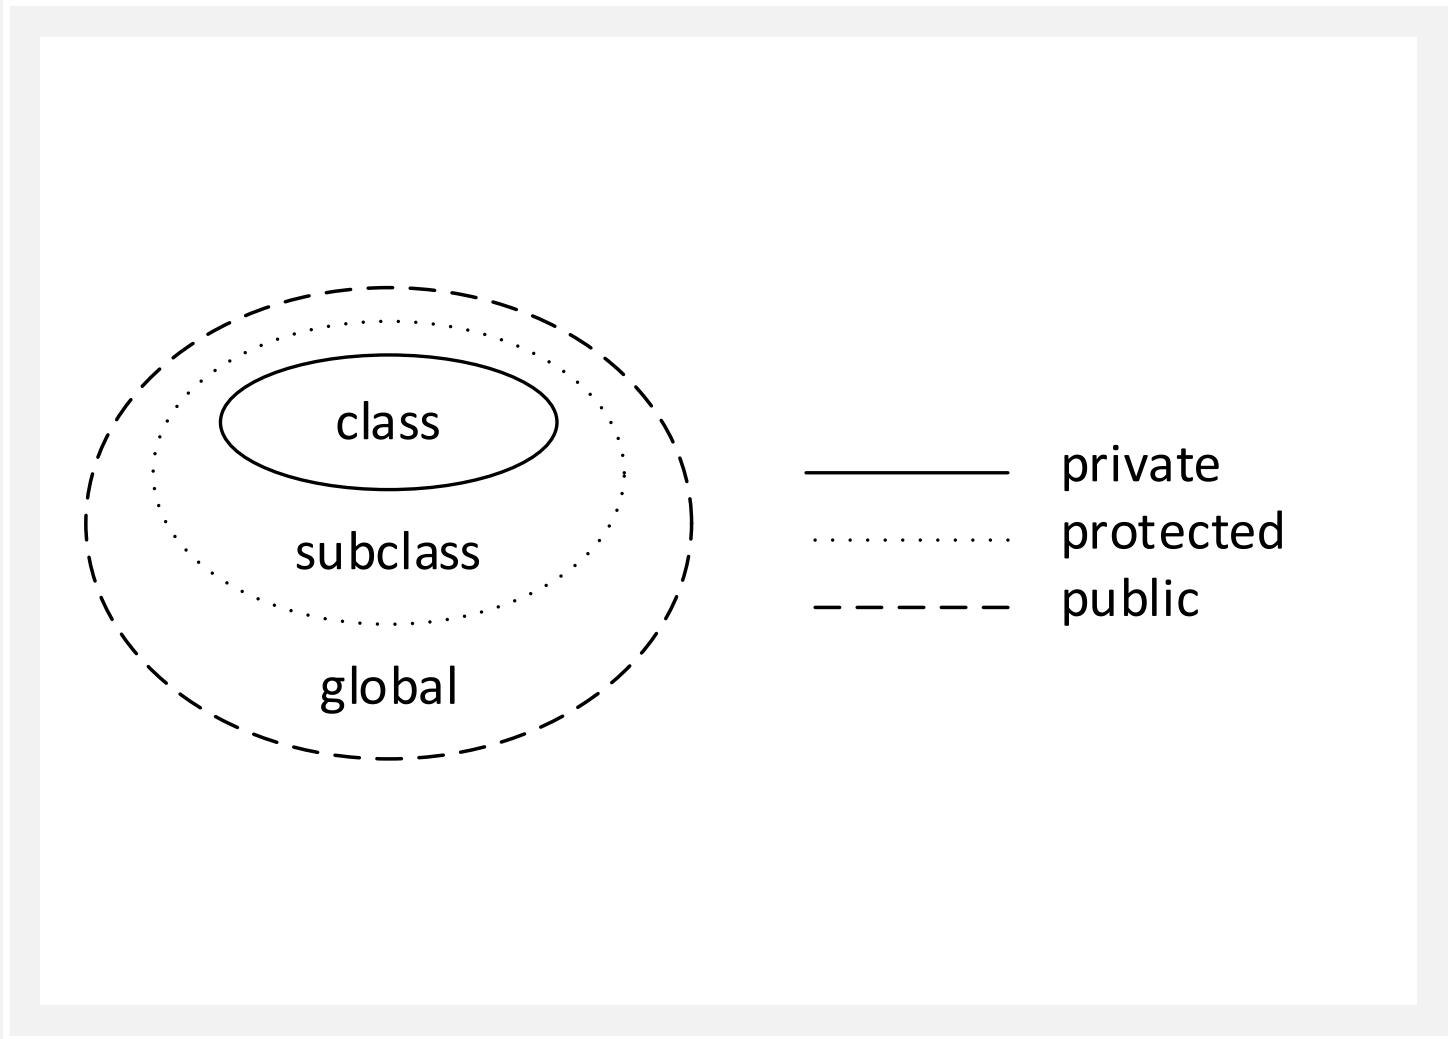 class
subclass
global
private
protected
public